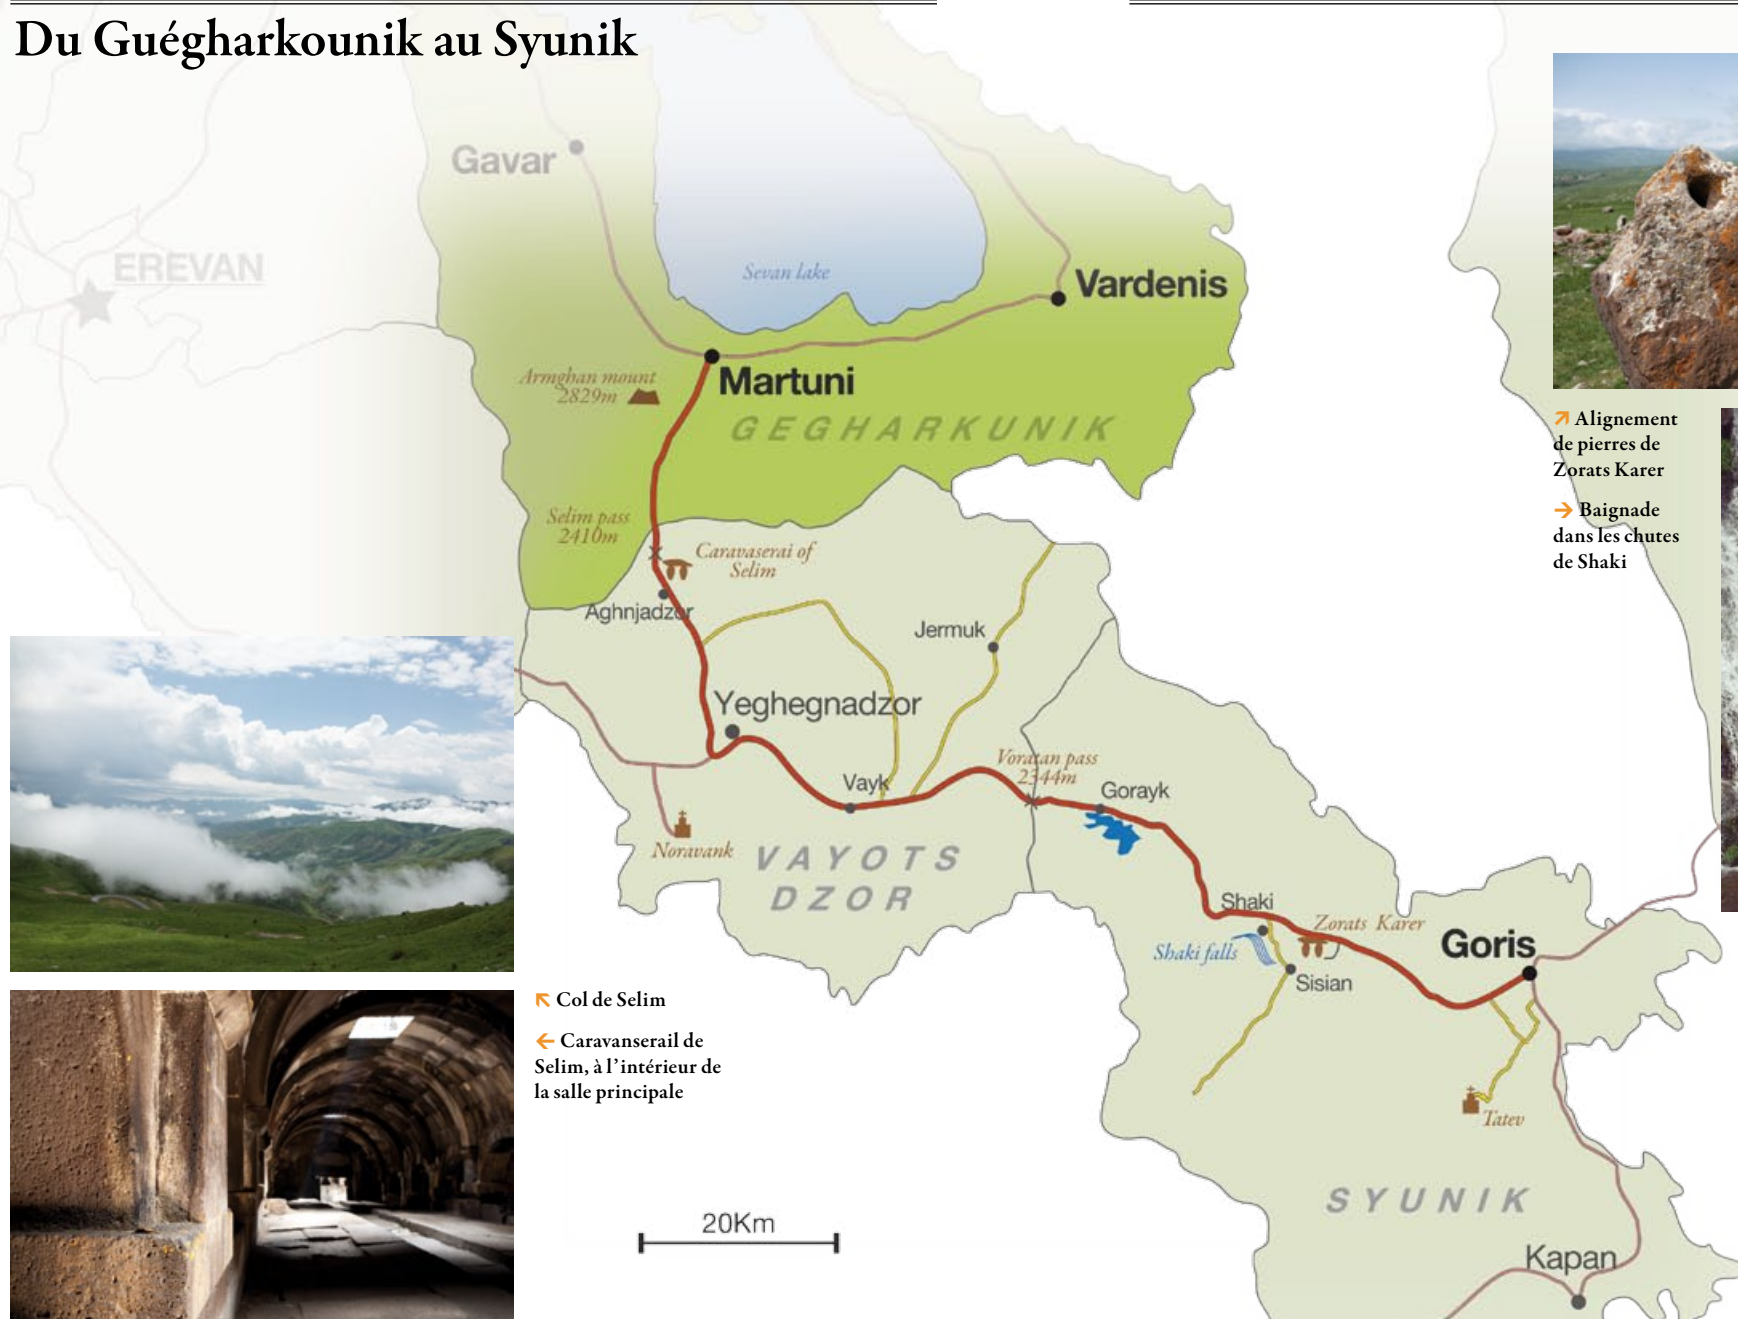 Du Guégharkounik au Syunik
Gavar
EREVAN
Sevan lake
Vardenis
Armghan mount
2829m
Martuni
GEGHARKUNIK
Selim pass
2410m
Caravaserai of
Selim
Aghnjadzor
Jermuk
Yeghegnadzor
Vorotan pass
2344m
Vayk
Gorayk
Noravank
VAYOTS
DZOR
Shaki
Zorats Karer
Shaki falls
Goris
Sisian
Tatev
SYUNIK
Kapan
20Km
↗ Alignement
de pierres de
Zorats Karer
→ Baignade
dans les chutes
de Shaki
↖ Col de Selim
← Caravanserail de
Selim, à l’intérieur de
la salle principale